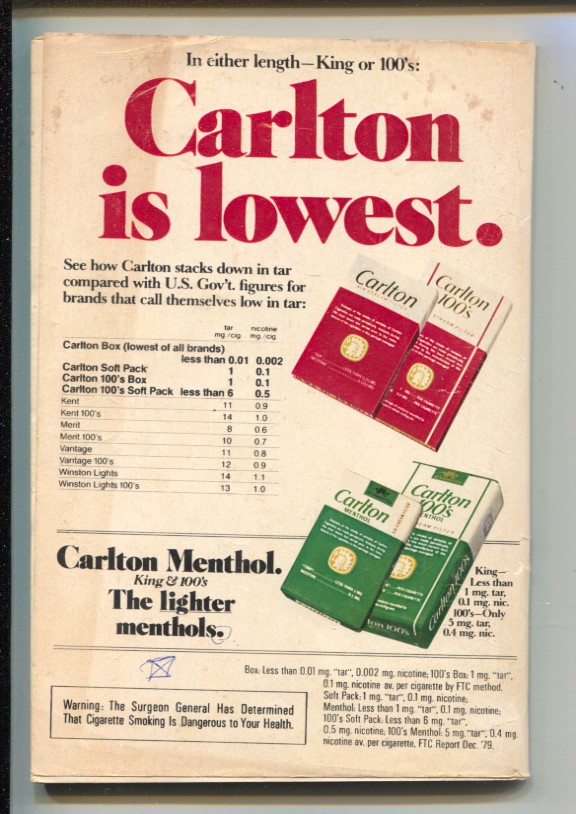 In either length—King or 100's:
Carlton
is lowest.
See how Carlton stacks down in tar
compared with U.S. Gov't. figures for
brands that call themselves low in tar:
tar nicotine
mg./cig. mg./cig.
Carlton Box (lowest of all brands)
less than 0.01 0.002
Carlton Soft Pack 1 0.1
Carlton 100's Box 1 0.1
Carlton 100's Soft Pack less than 6 0.5
Kent 11 0.9
Kent 100's 14 1.0
Merit 8 0.6
Merit 100's 10 0.7
Vantage 11 0.8
Vantage 100's 12 0.9
Winston Lights 14 1.1
Winston Lights 100's 13 1.0
Carlton
Carlton
100's
Carlton
MENTHOL
Carlton
100's
MENTHOL
Carlton 100's
Carlton Menthol.
King & 100's
The lighter
menthols.
King—
Less than
1 mg. tar,
0.1 mg. nic.
100's—Only
5 mg. tar,
0.4 mg. nic.
Box: Less than 0.01 mg. "tar", 0.002 mg. nicotine; 100's Box: 1 mg. "tar",
0.1 mg. nicotine av. per cigarette by FTC method.
Soft Pack: 1 mg. "tar", 0.1 mg. nicotine;
Menthol: Less than 1 mg. "tar", 0.1 mg. nicotine;
100's Soft Pack: Less than 6 mg. "tar",
0.5 mg. nicotine; 100's Menthol: 5 mg. "tar", 0.4 mg.
nicotine av. per cigarette, FTC Report Dec. '79.
Warning: The Surgeon General Has Determined
That Cigarette Smoking Is Dangerous to Your Health.